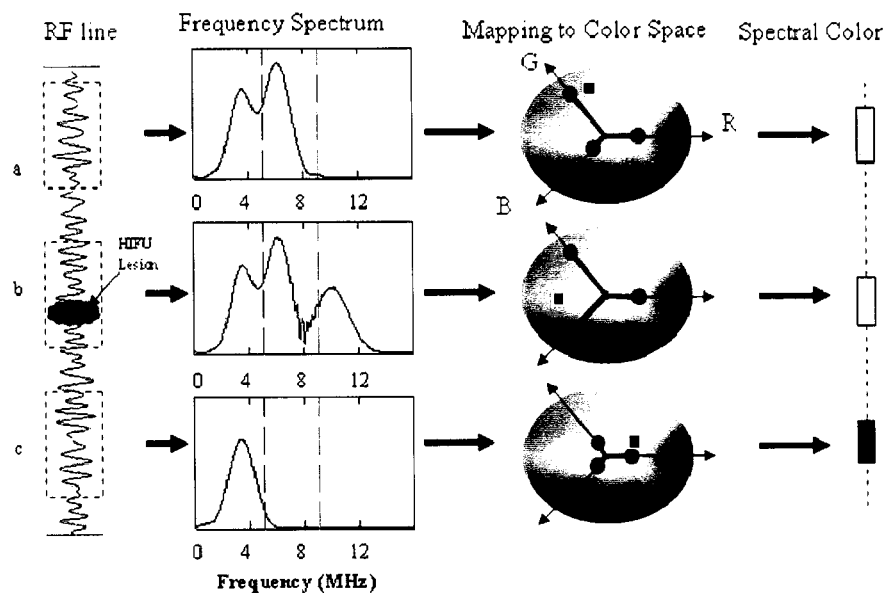 RF line
Frequency Spectrum
Mapping to Color Space
Spectral Color
G
R
a
0 4 8 12
B
HIFU
Lesion
b
0 4 8 12
c
0 4 8 12
Frequency (MHz)